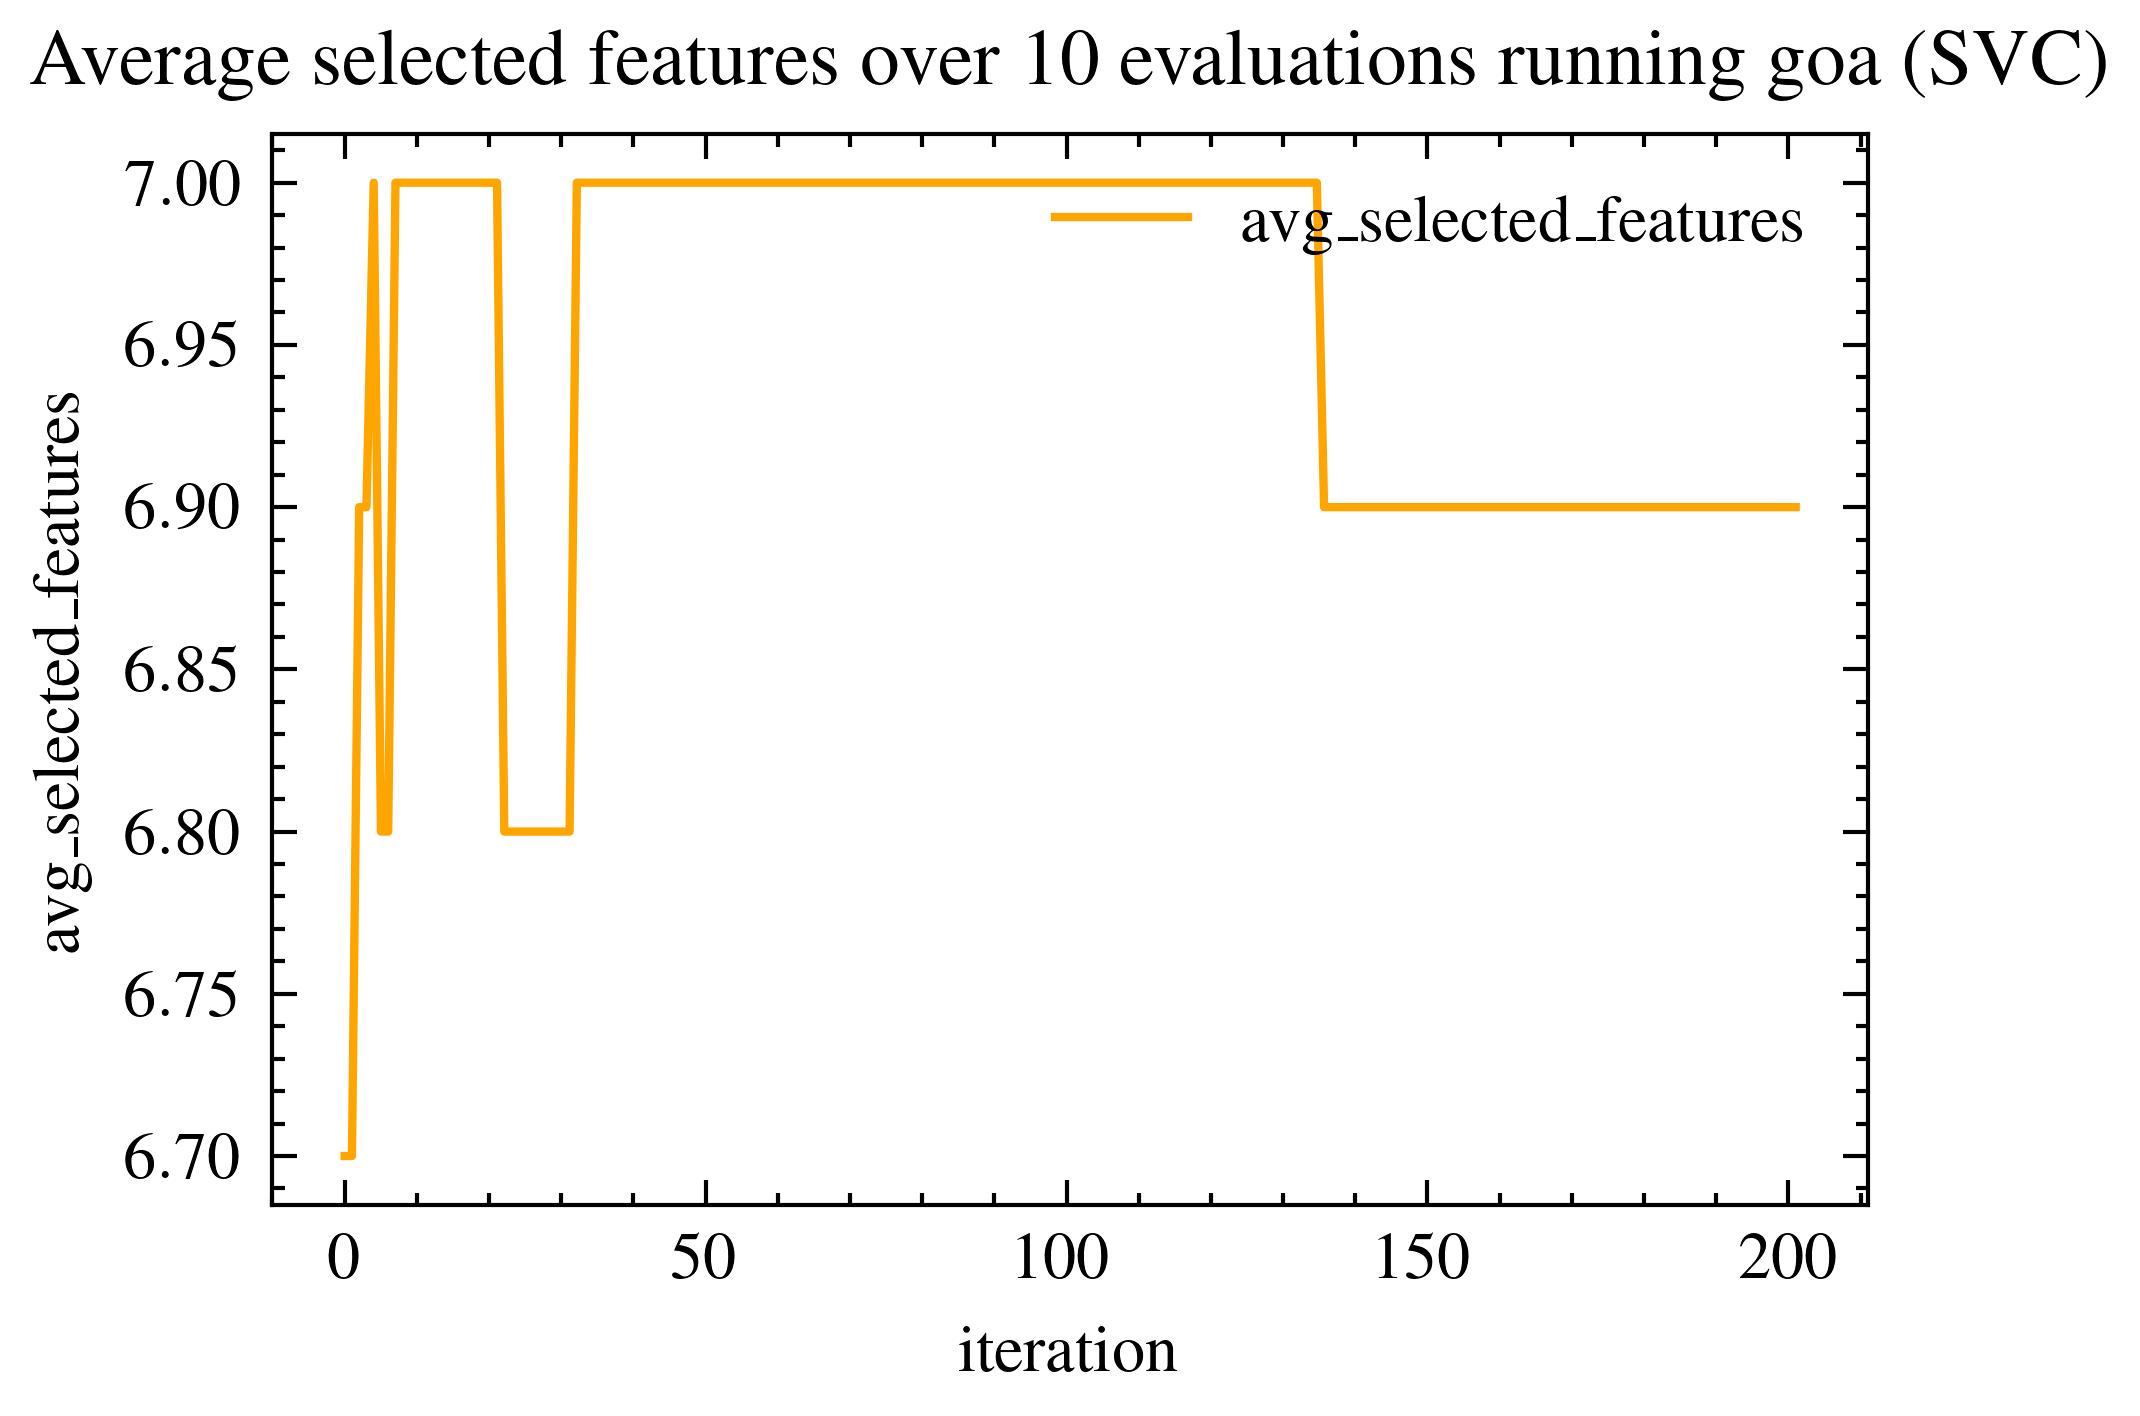 Average selected features over 10 evaluations running goa (SVC)
avg_selected_features
7.00
6.95
6.90
6.85
6.80
6.75
6.70
avg_selected_features
0 50 100 150 200
iteration